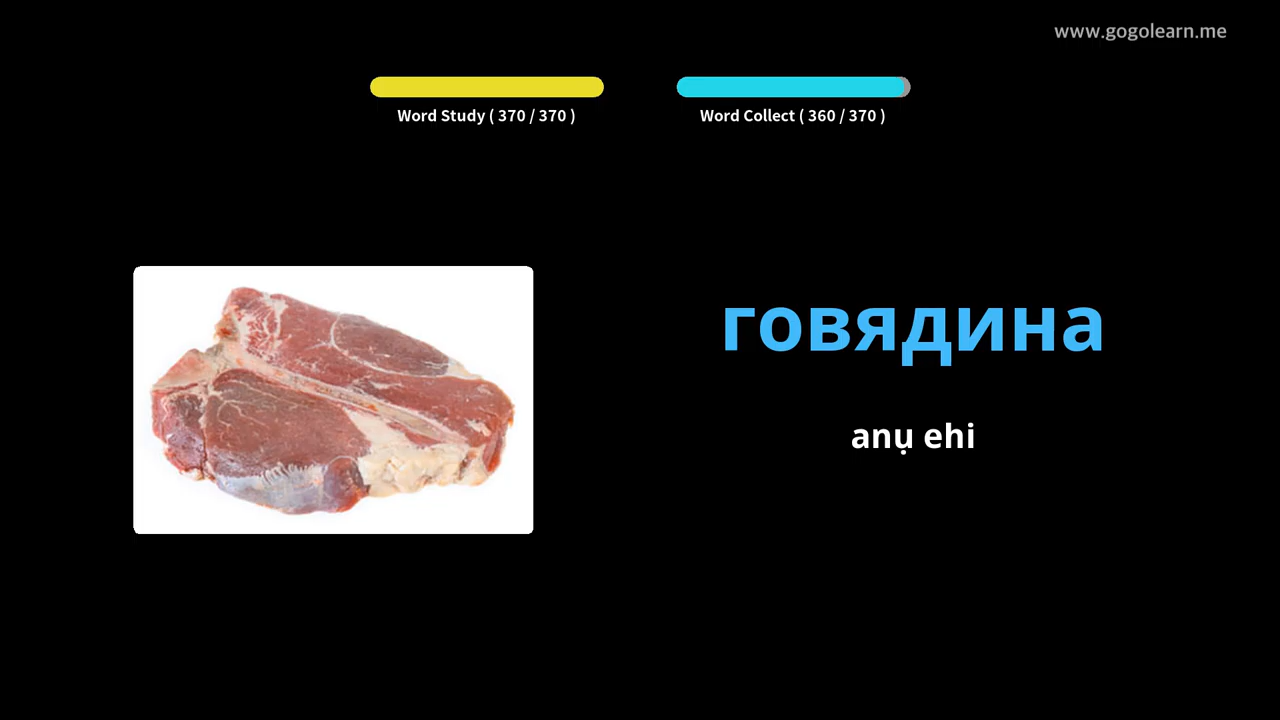 www.gogolearn.me
Word Study ( 370 / 370 )
Word Collect ( 360 / 370 )
говядина
anụ ehi